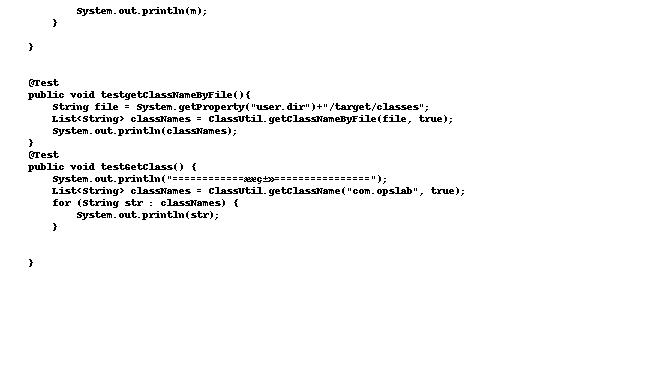 System.out.println(m);
}
}
@Test
public void testgetClassNameByFile(){
String file = System.getProperty("user.dir")+"/target/classes";
List<String> classNames = ClassUtil.getClassNameByFile(file, true);
System.out.println(classNames);
}
@Test
public void testGetClass() {
System.out.println("============================");
List<String> classNames = ClassUtil.getClassName("com.opslab", true);
for (String str : classNames) {
System.out.println(str);
}
}